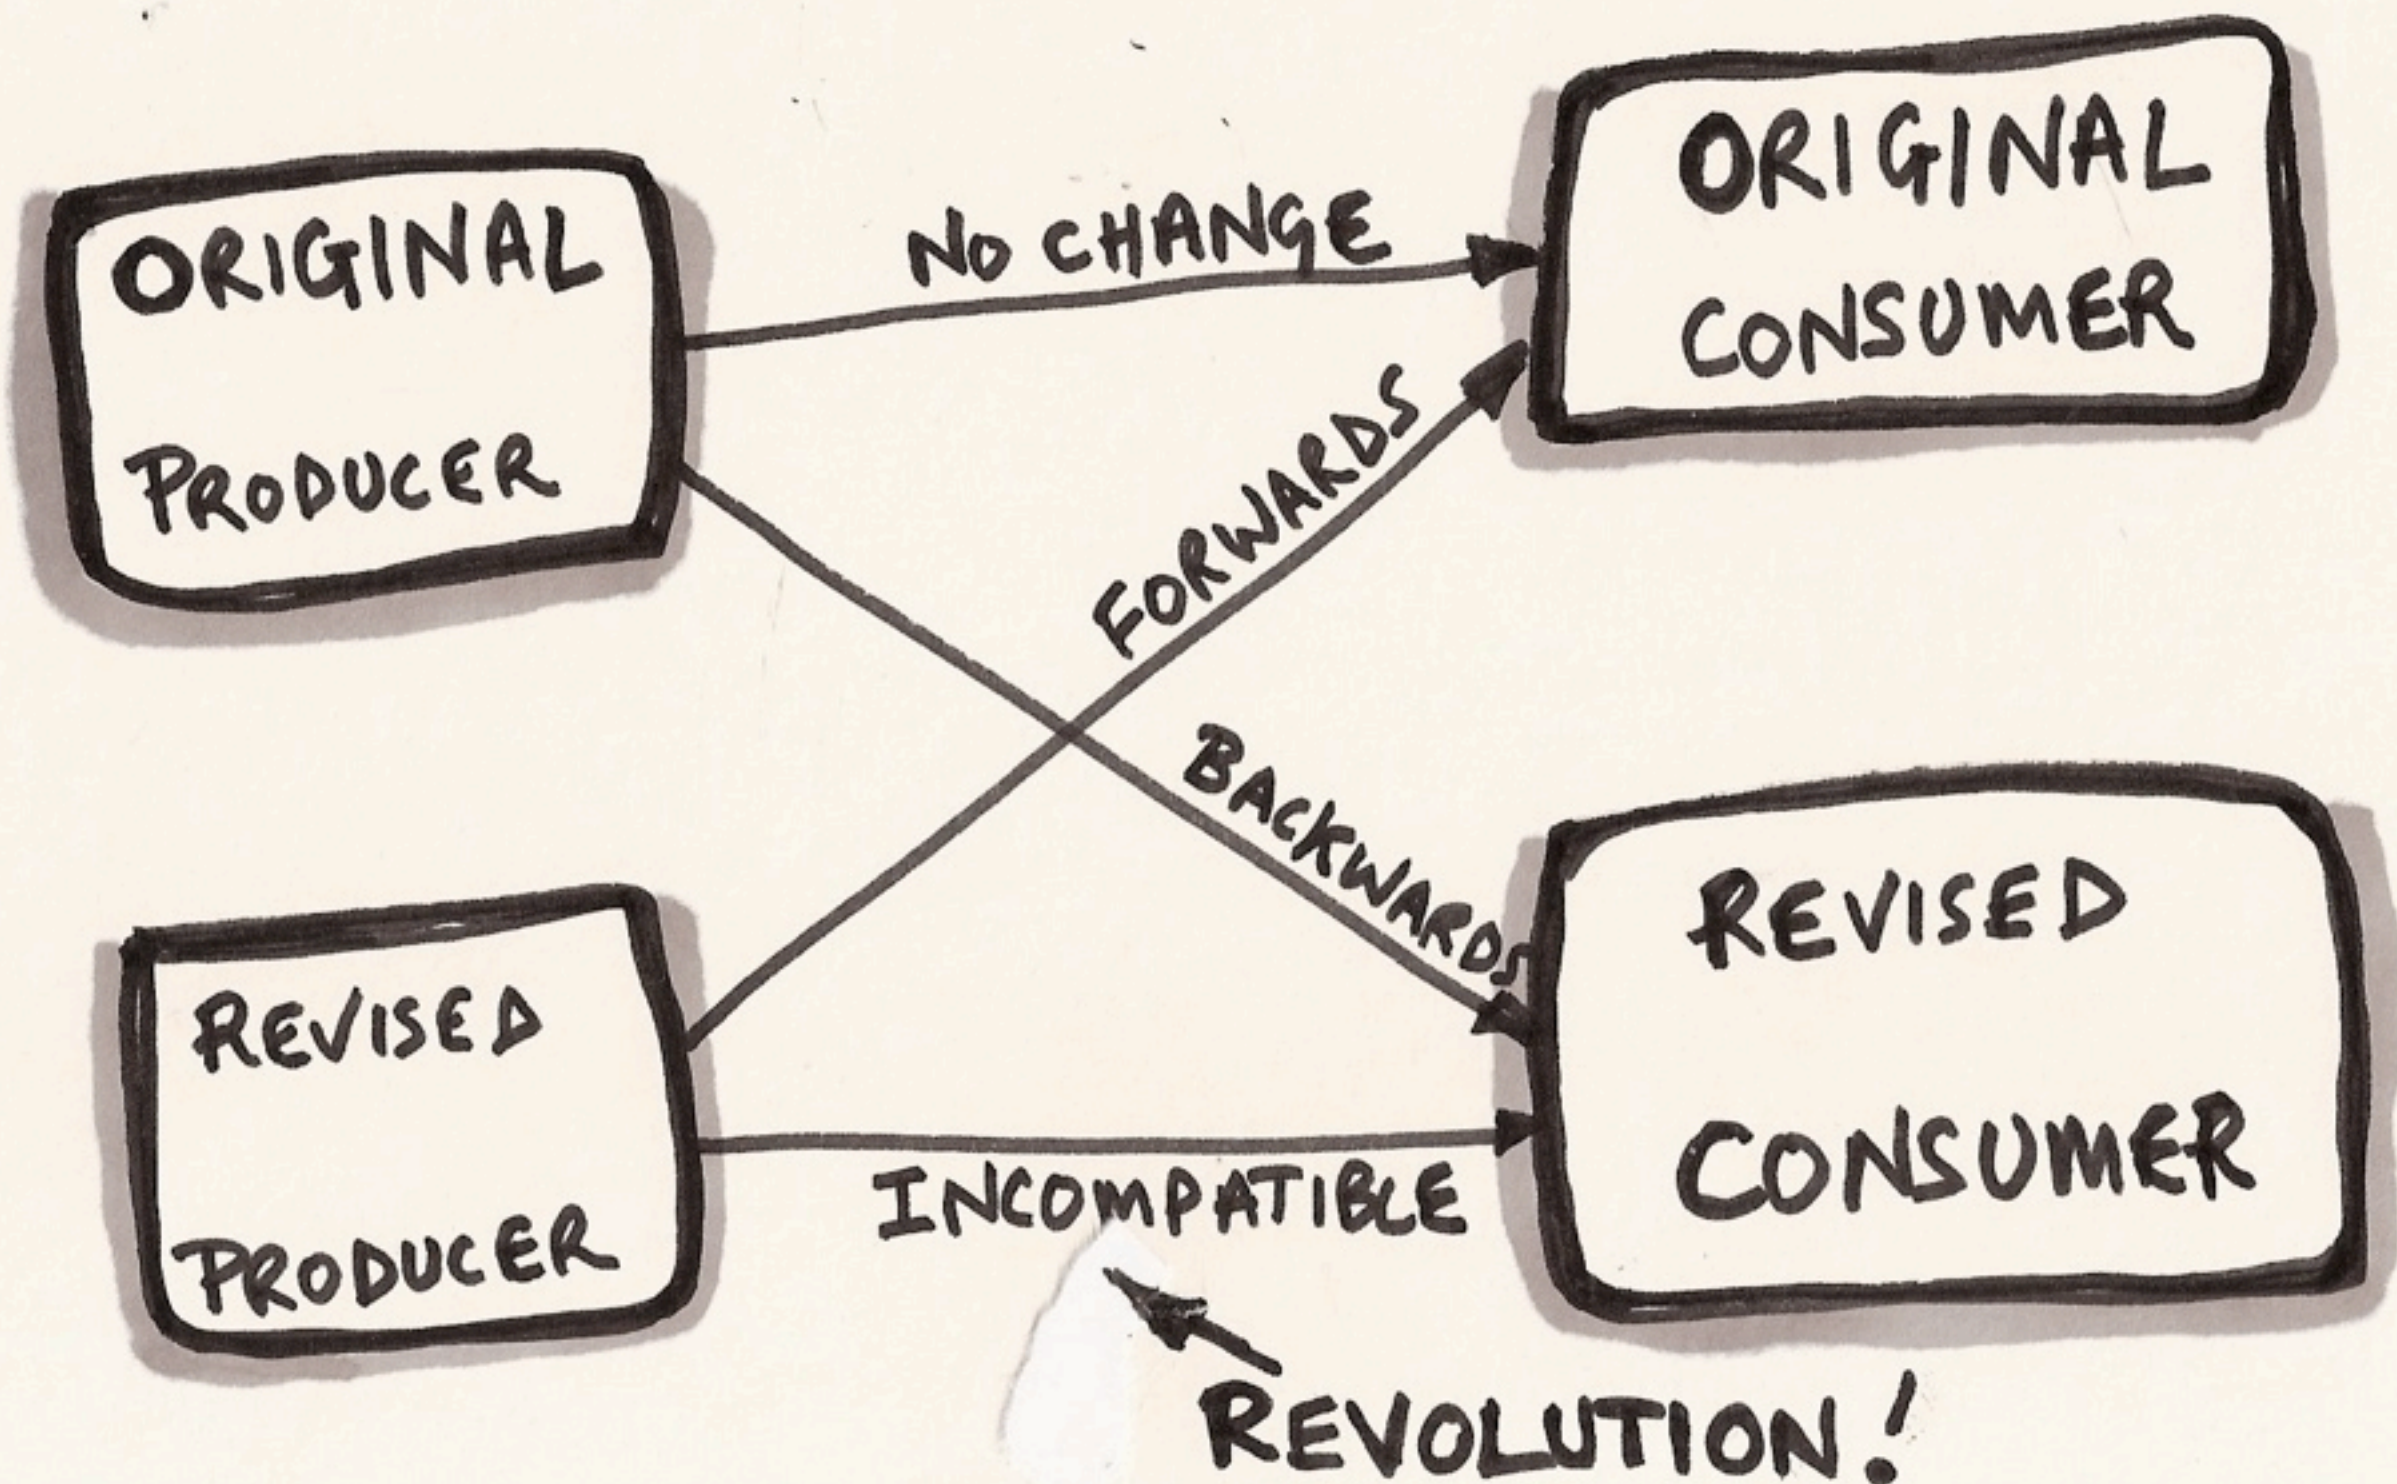 ORIGINAL
PRODUCER
NO CHANGE
ORIGINAL
CONSUMER
FORWARDS
BACKWARDS
REVISED
PRODUCER
INCOMPATIBLE
REVISED
CONSUMER
REVOLUTION!